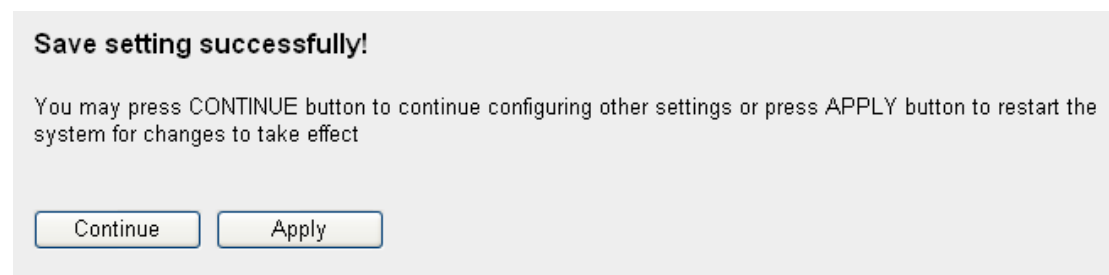 Save setting successfully!
You may press CONTINUE button to continue configuring other settings or press APPLY button to restart the
system for changes to take effect
Continue Apply